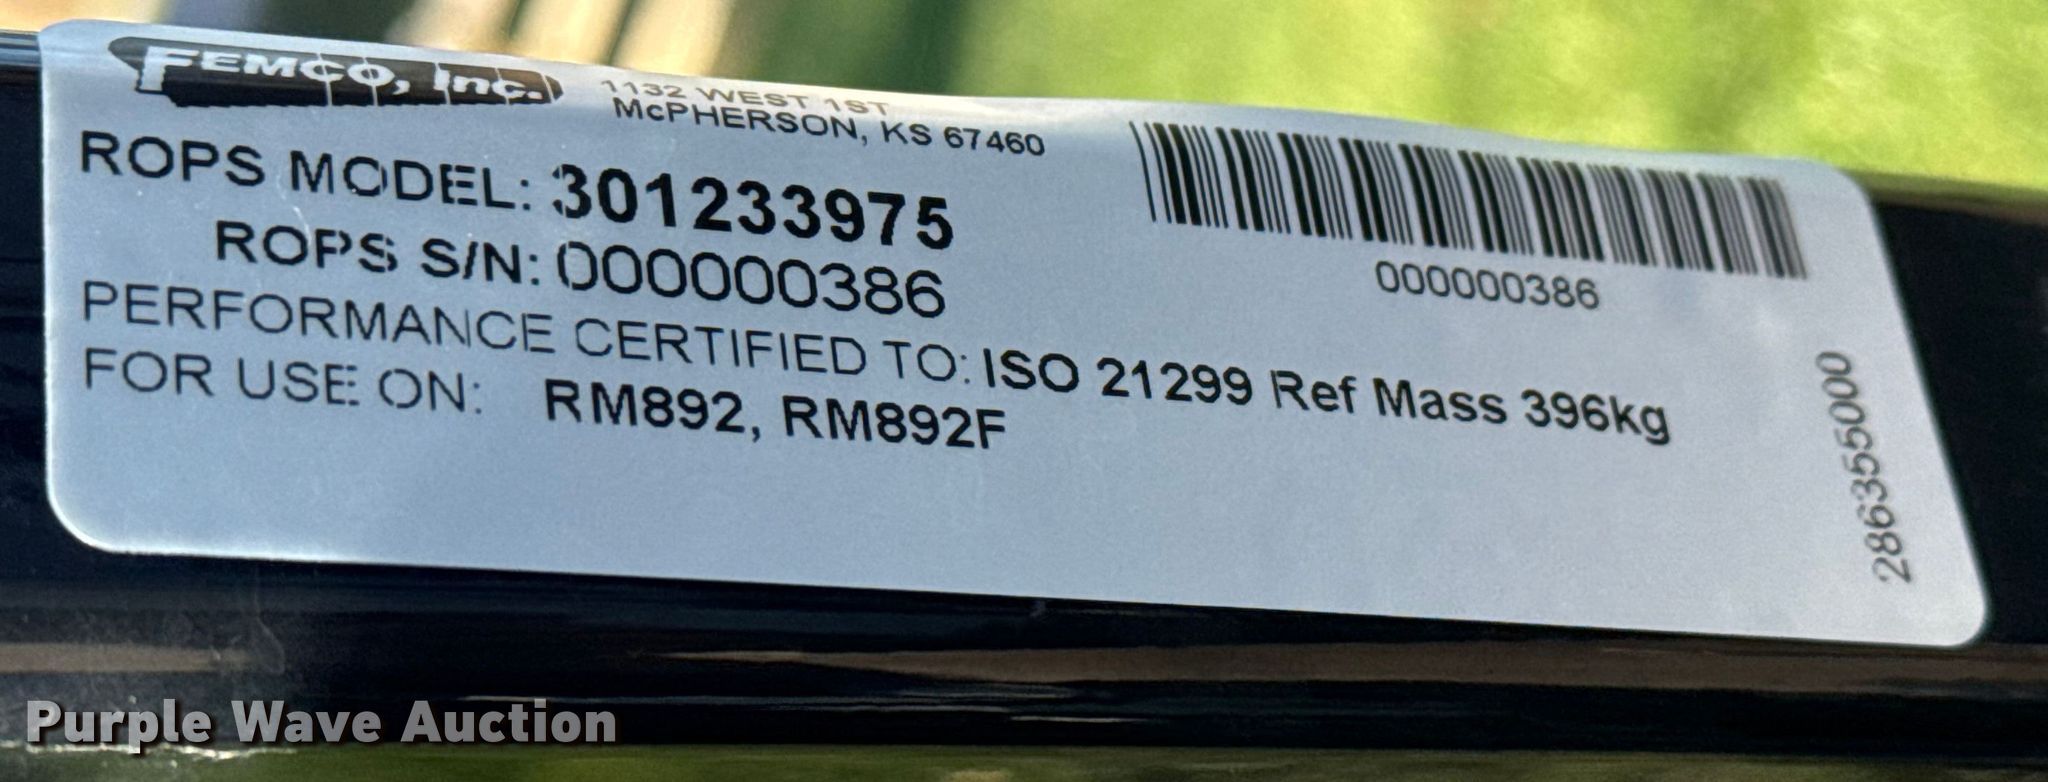 FEMCO, Inc.
1132 WEST 1ST
McPHERSON, KS 67460
ROPS MODEL: 301233975
ROPS S/N: 000000386
PERFORMANCE CERTIFIED TO: ISO 21299 Ref Mass 396kg
FOR USE ON: RM892, RM892F
000000386
286355000
Purple Wave Auction